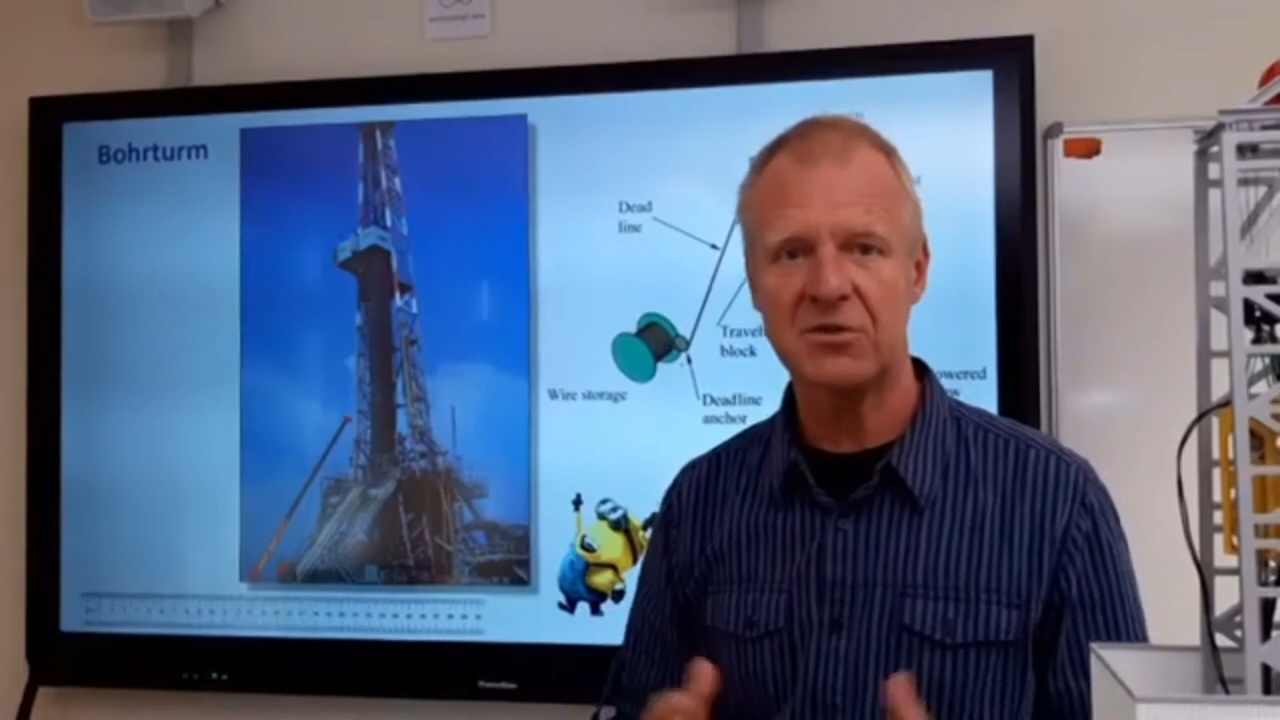 Bohrturm
Dead
line
Travel
block
Wire storage
Deadline
anchor
owered